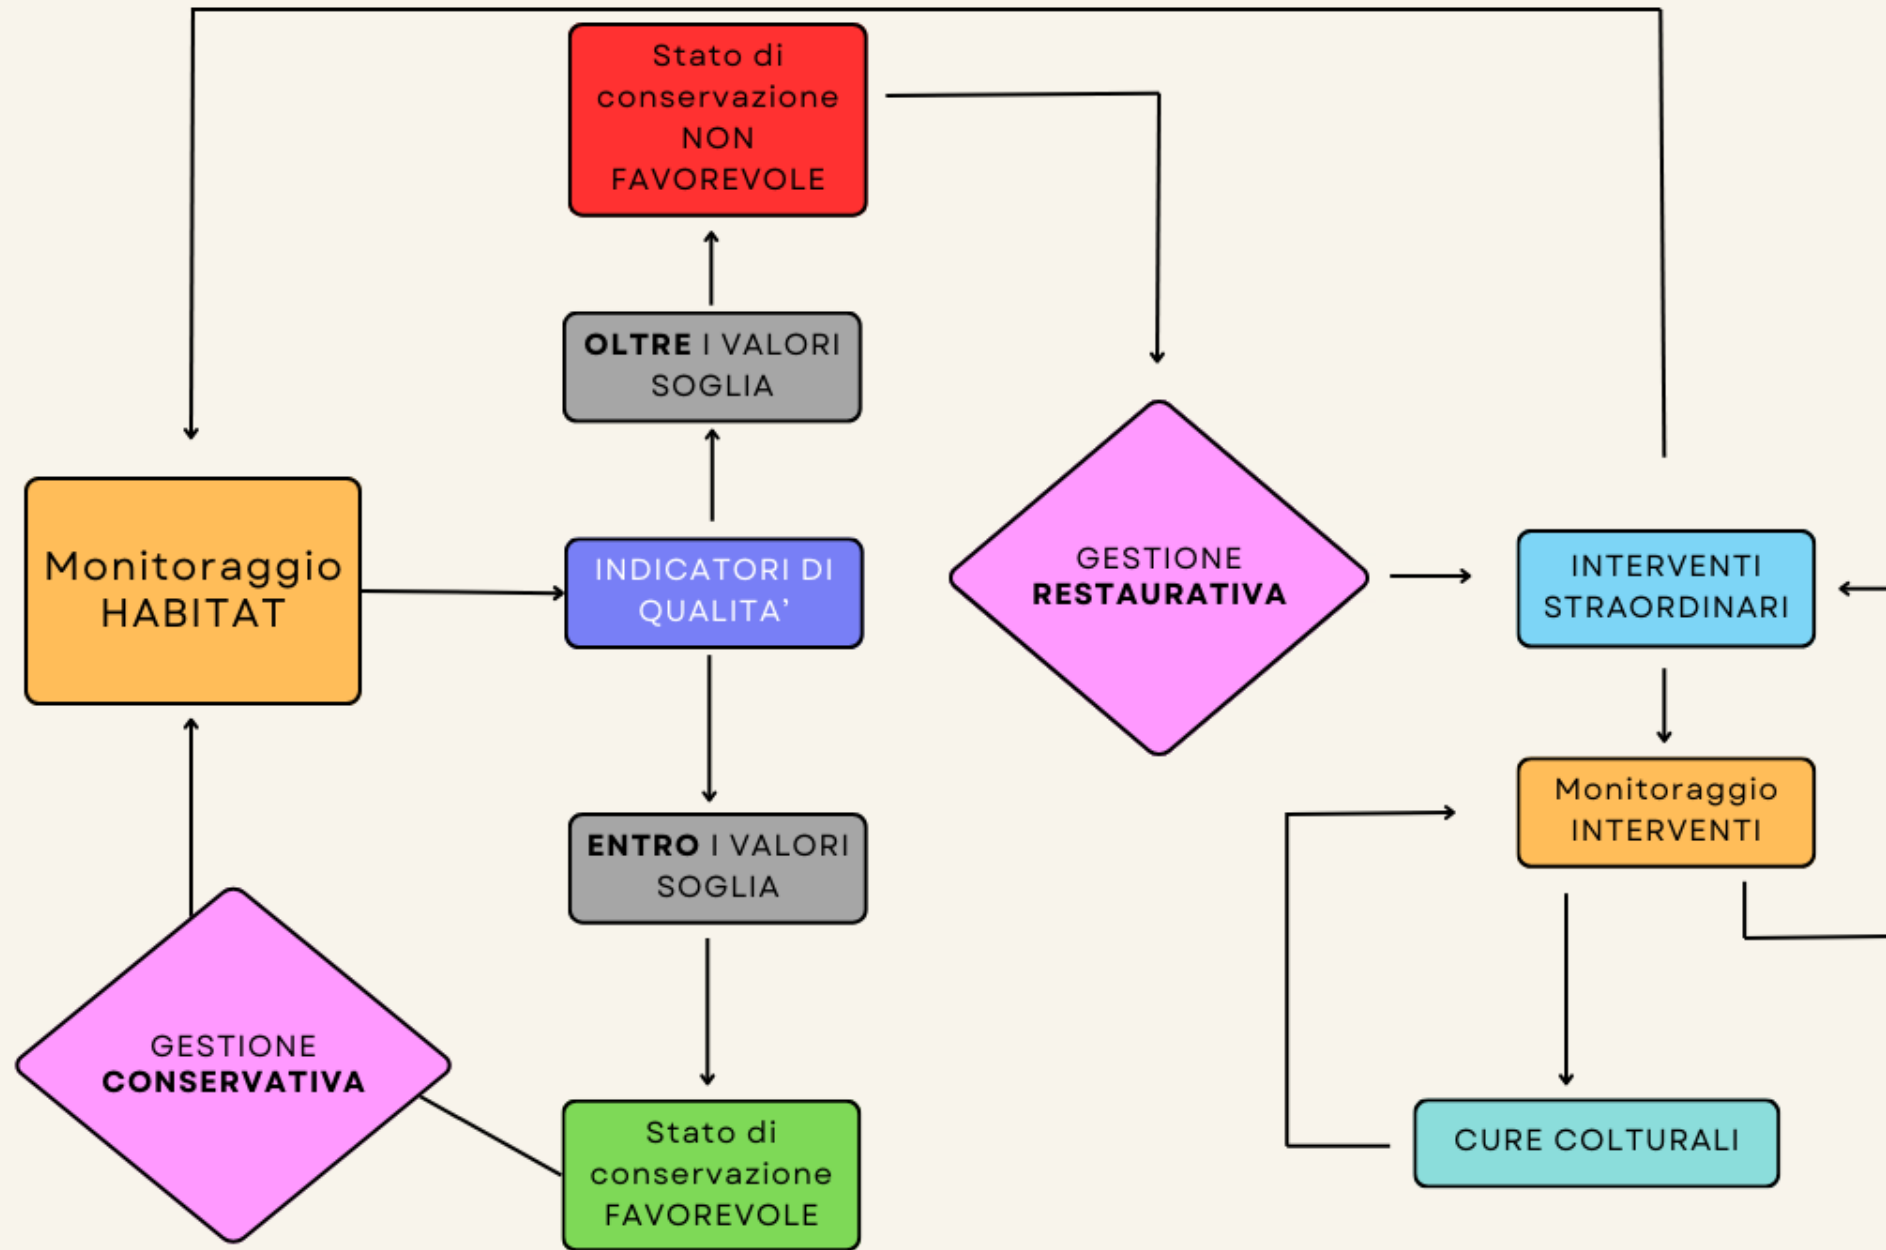 Stato di
conservazione
NON
FAVOREVOLE
OLTRE I VALORI
SOGLIA
Monitoraggio
HABITAT
INDICATORI DI
QUALITA’
GESTIONE
RESTAURATIVA
INTERVENTI
STRAORDINARI
Monitoraggio
INTERVENTI
ENTRO I VALORI
SOGLIA
GESTIONE
CONSERVATIVA
Stato di
conservazione
FAVOREVOLE
CURE COLTURALI